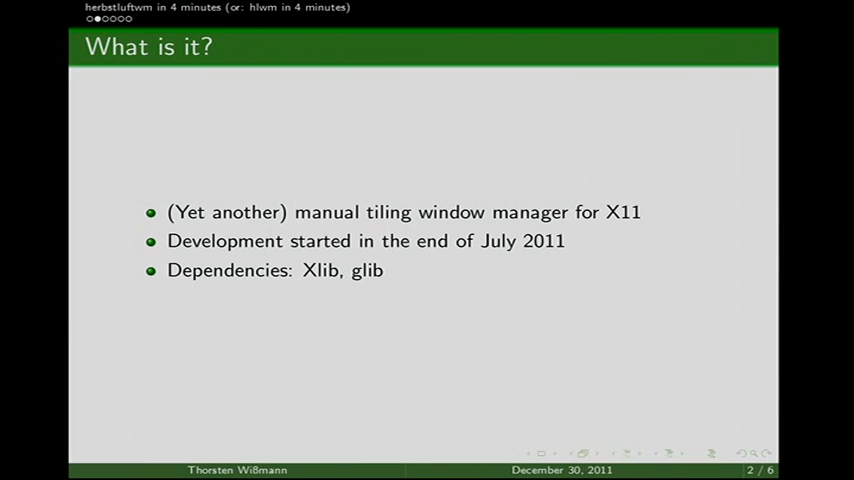 herbstluftwm in 4 minutes (or: hlwm in 4 minutes)
What is it?
(Yet another) manual tiling window manager for X11
Development started in the end of July 2011
Dependencies: Xlib, glib
Thorsten Wißmann
December 30, 2011
2 / 6